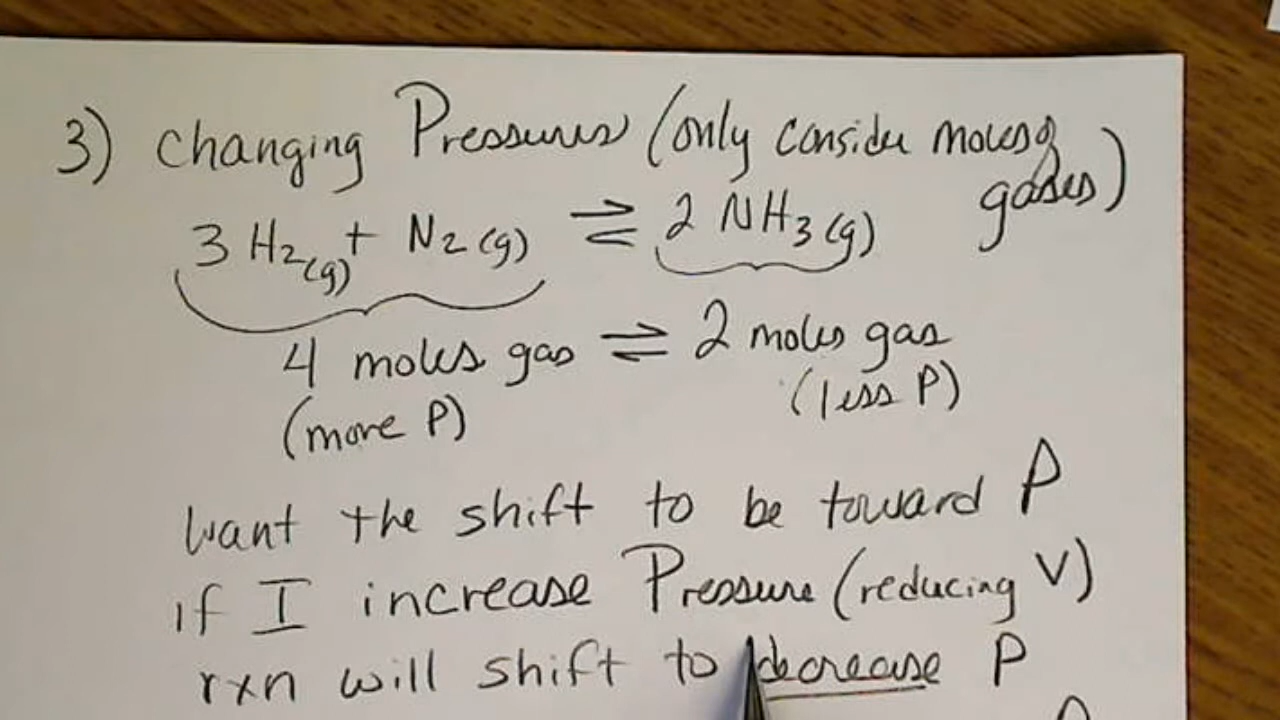 3) Changing Pressures (only consider moles of gases)
3 H2(g) + N2(g) ⇌ 2 NH3(g)
4 moles gas ⇌ 2 moles gas
(more P) (less P)
Want the shift to be toward P
if I increase Pressure (reducing V)
rxn will shift to decrease P